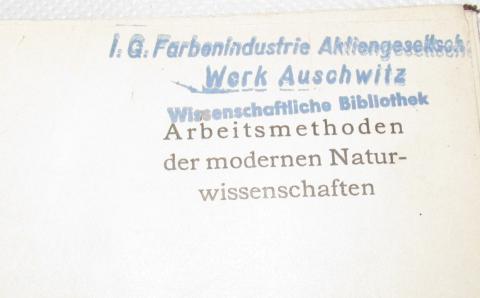 I. G. Farbenindustrie Aktiengesellsch
Werk Auschwitz
Wissenschaftliche Bibliothek
Arbeitsmethoden
der modernen Natur-
wissenschaften